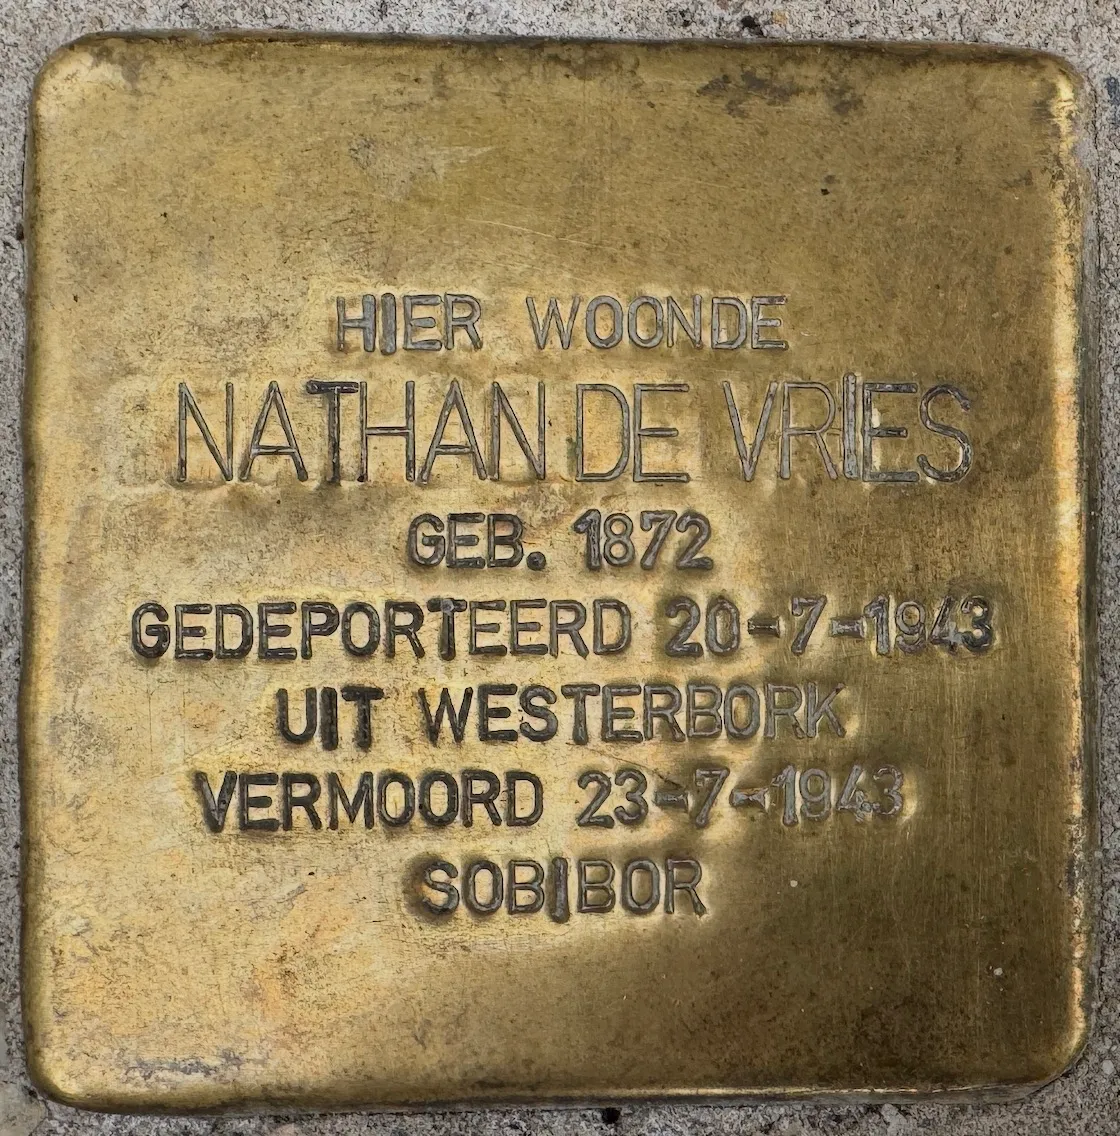 HIER WOONDE
NATHAN DE VRIES
GEB. 1872
GEDEPORTEERD 20-7-1943
UIT WESTERBORK
VERMOORD 23-7-1943
SOBIBOR